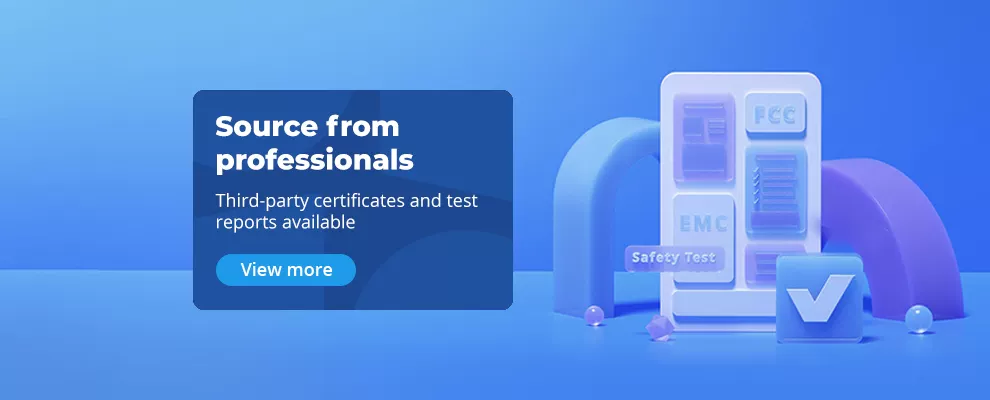 Source from
professionals
Third-party certificates and test
reports available
View more
FCC
EMC
Safety Test